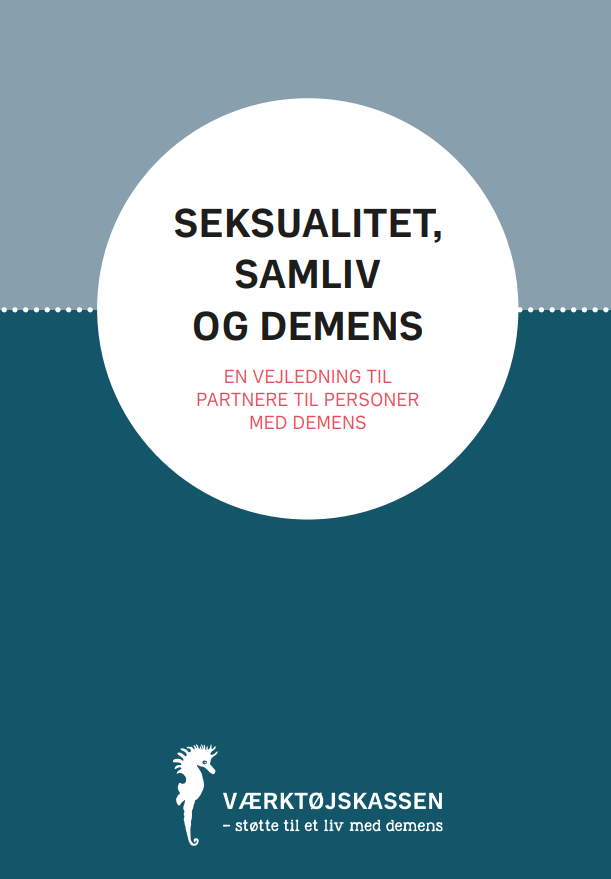 SEKSUALITET,
SAMLIV
OG DEMENS
EN VEJLEDNING TIL
PARTNERE TIL PERSONER
MED DEMENS
VÆRKTØJSKASSEN
– støtte til et liv med demens